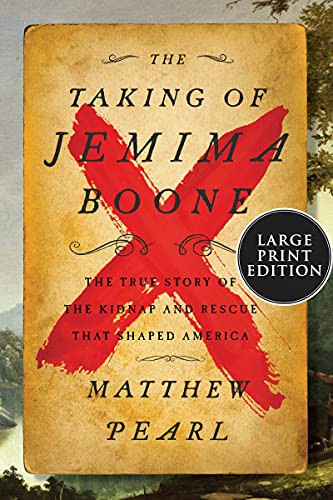 THE
TAKING OF
JEMIMA
BOONE
THE TRUE STORY OF
THE KIDNAP AND RESCUE
THAT SHAPED AMERICA
LARGE
PRINT
EDITION
MATTHEW
PEARL